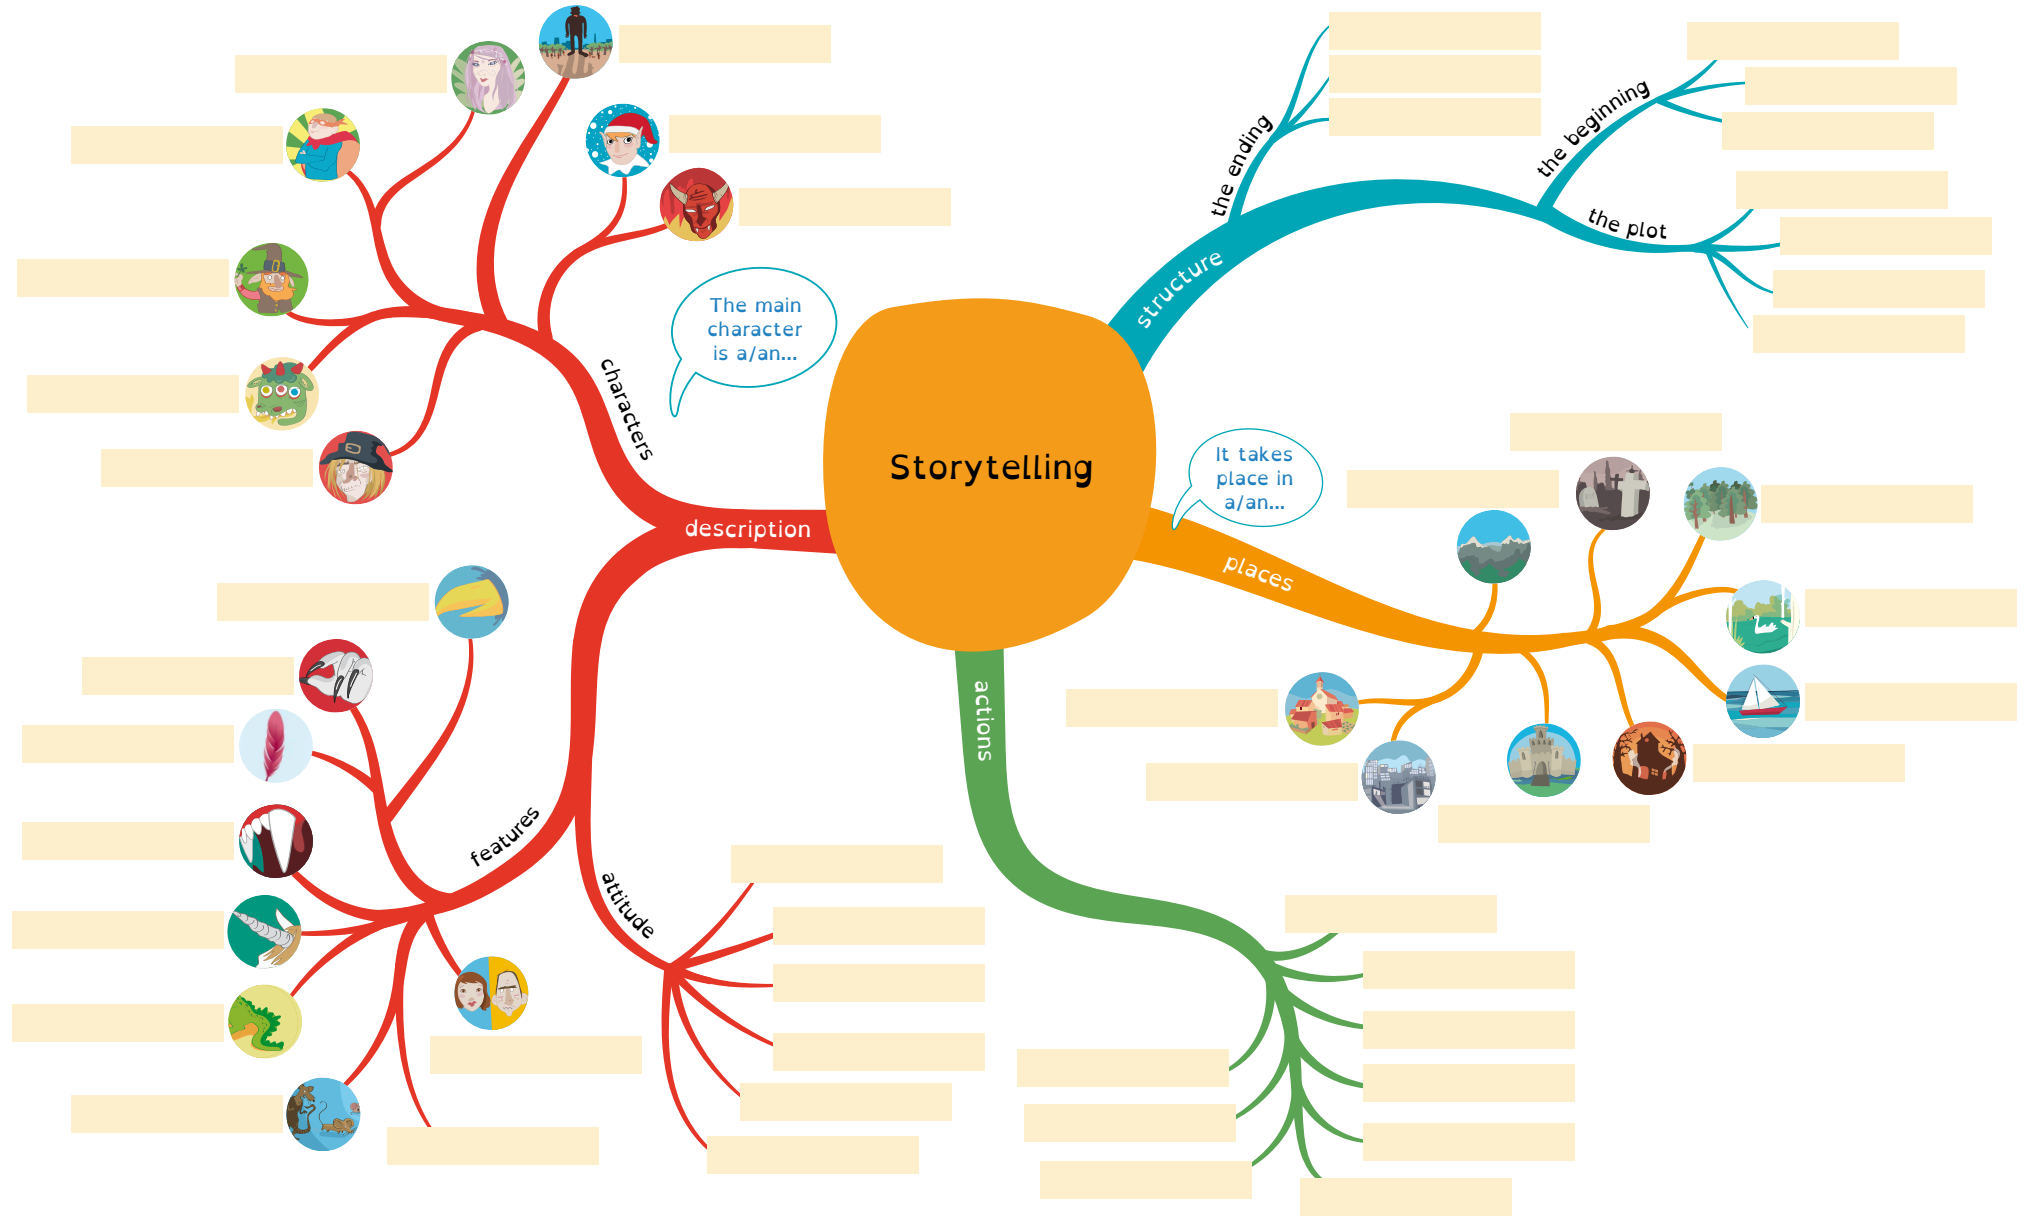 the ending
the beginning
the plot
structure
The main
character
is a/an...
characters
Storytelling
It takes
place in
a/an...
description
places
actions
features
attitude